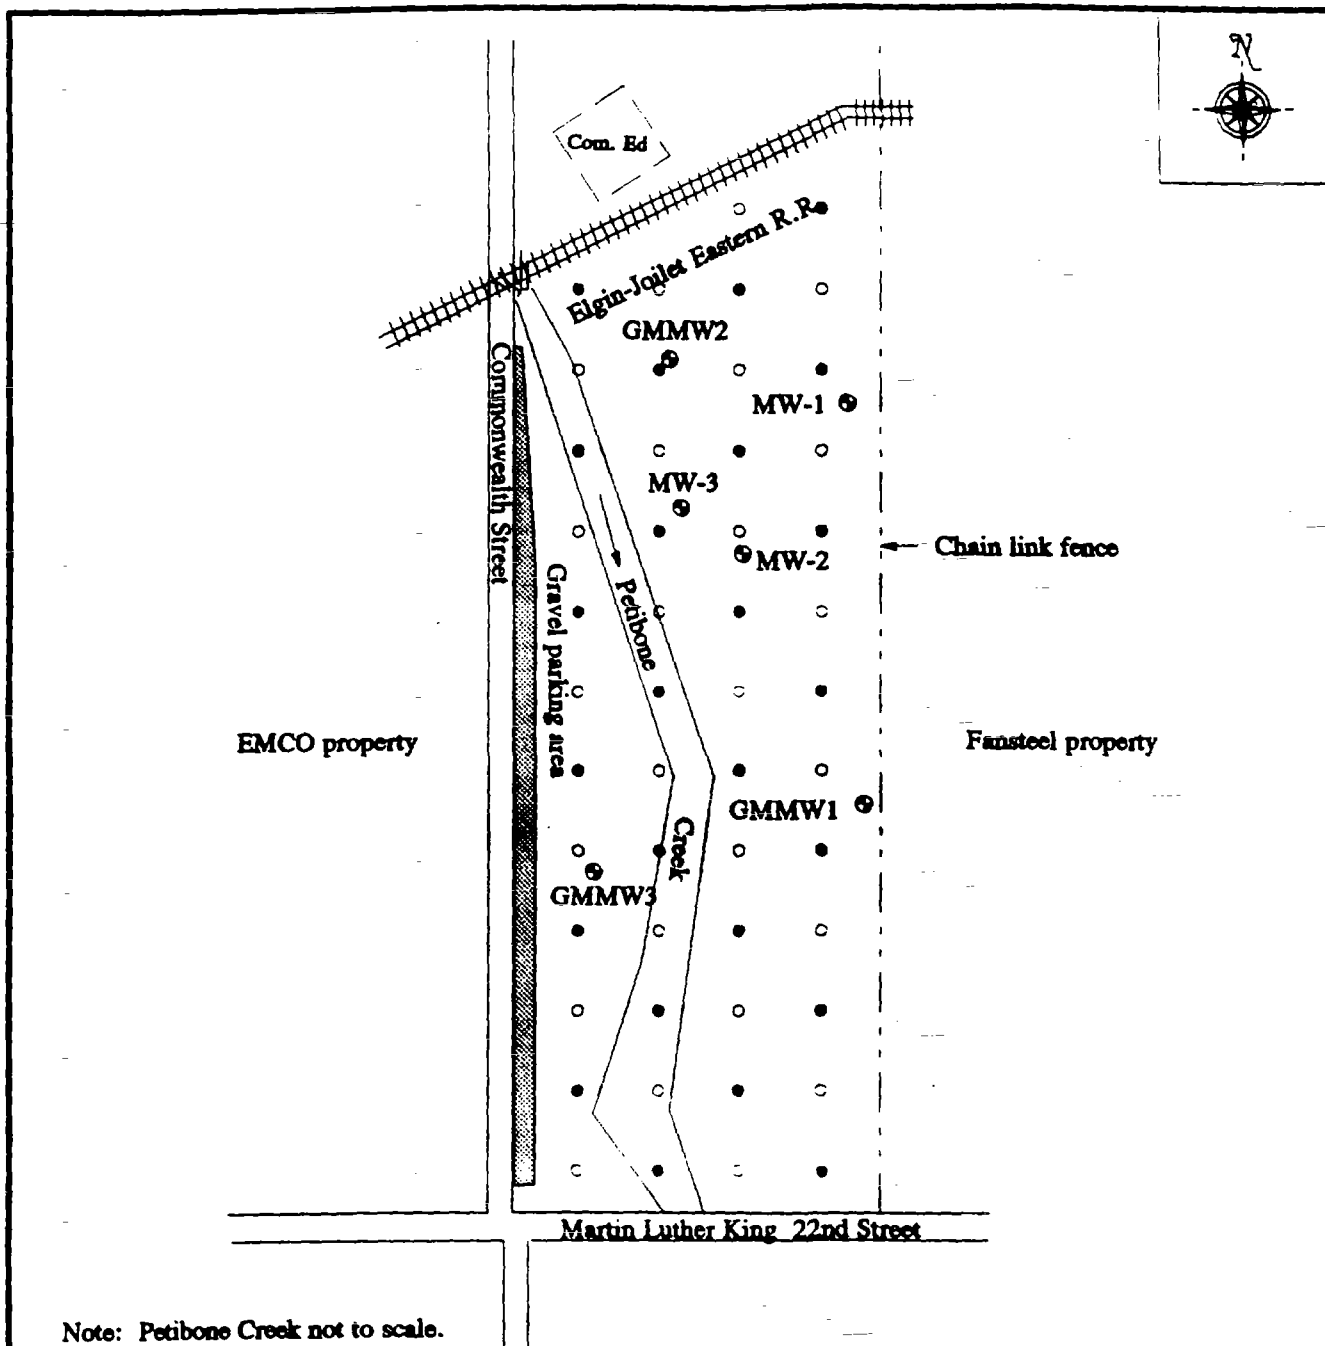 N
Com. Ed
Elgin-Joilet Eastern R.R.
GMMW2
MW-1
Commonwealth Street
MW-3
Chain link fence
MW-2
Gravel parking area
Petibone
EMCO property
Fansteel property
GMMW1
Creek
GMMW3
Martin Luther King 22nd Street
Note: Petibone Creek not to scale.